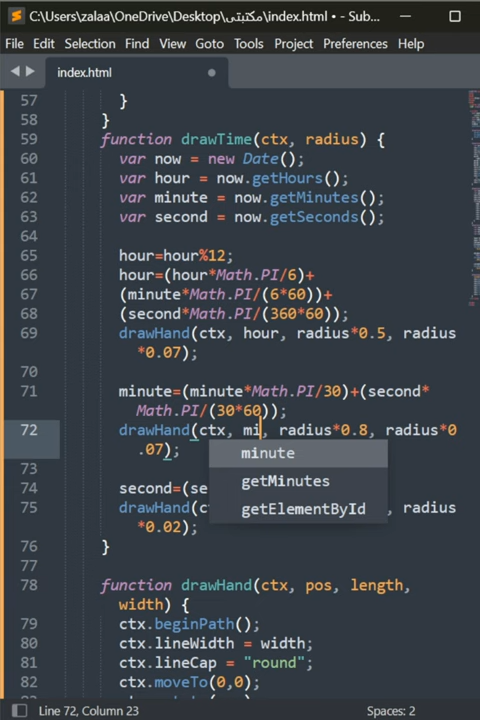 C:\Users\zalaa\OneDrive\Desktop\مكتبتي\index.html • - Sub...
File Edit Selection Find View Goto Tools Project Preferences Help
index.html
57 }
58 }
59 function drawTime(ctx, radius) {
60 var now = new Date();
61 var hour = now.getHours();
62 var minute = now.getMinutes();
63 var second = now.getSeconds();
64
65 hour=hour%12;
66 hour=(hour*Math.PI/6)+
67 (minute*Math.PI/(6*60))+
68 (second*Math.PI/(360*60));
69 drawHand(ctx, hour, radius*0.5, radius
*0.07);
70
71 minute=(minute*Math.PI/30)+(second*
Math.PI/(30*60));
72 drawHand(ctx, mi, radius*0.8, radius*0
.07);
minute
73
getMinutes
74 second=(se
getElementById
75 drawHand(ct , radius
*0.02);
76 }
77
78 function drawHand(ctx, pos, length,
width) {
79 ctx.beginPath();
80 ctx.lineWidth = width;
81 ctx.lineCap = "round";
82 ctx.moveTo(0,0);
83
Line 72, Column 23 Spaces: 2